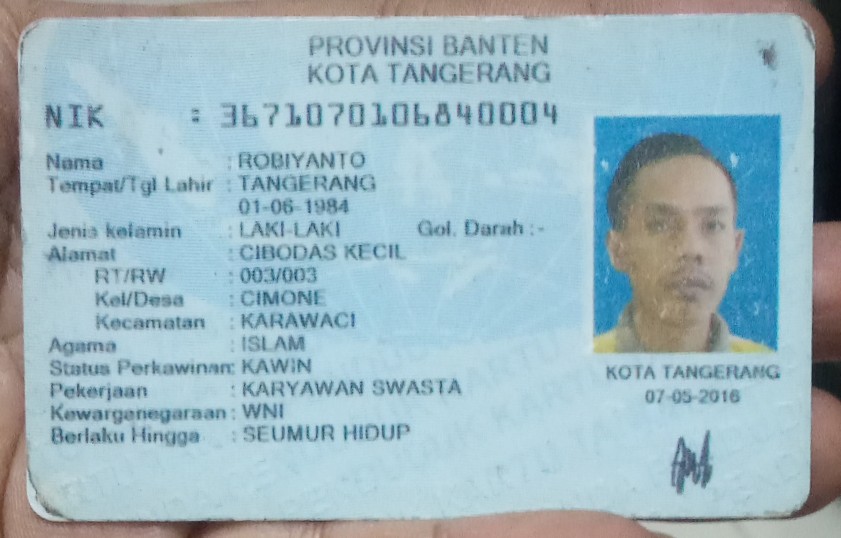 PROVINSI BANTEN
KOTA TANGERANG
NIK : 3671070106840004
Nama : ROBIYANTO
Tempat/Tgl Lahir : TANGERANG
01-06-1984
Jenis kelamin : LAKI-LAKI Gol. Darah :-
Alamat : CIBODAS KECIL
RT/RW : 003/003
Kel/Desa : CIMONE
Kecamatan : KARAWACI
Agama : ISLAM
Status Perkawinan: KAWIN
Pekerjaan : KARYAWAN SWASTA
Kewarganegaraan : WNI
Berlaku Hingga : SEUMUR HIDUP
KOTA TANGERANG
07-05-2016